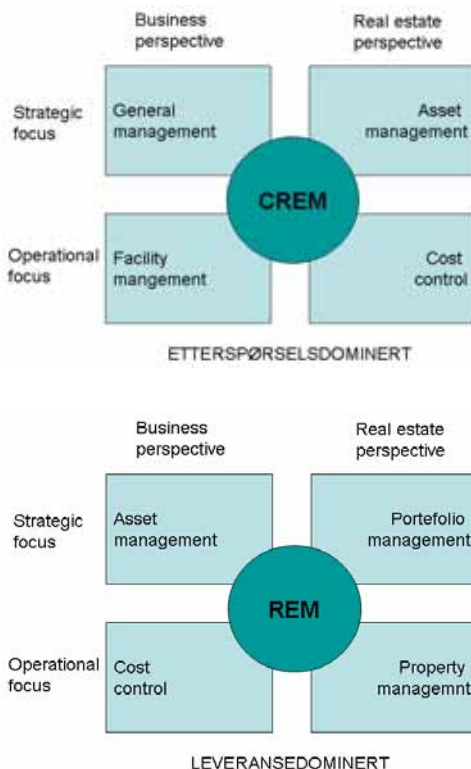 Business
perspective
Real estate
perspective
Strategic
focus
General
management
Asset
management
CREM
Operational
focus
Facility
mangement
Cost
control
ETTERSPØRSELSDOMINERT
Business
perspective
Real estate
perspective
Strategic
focus
Asset
management
Portefolio
management
REM
Operational
focus
Cost
control
Property
managemnt
LEVERANSEDOMINERT